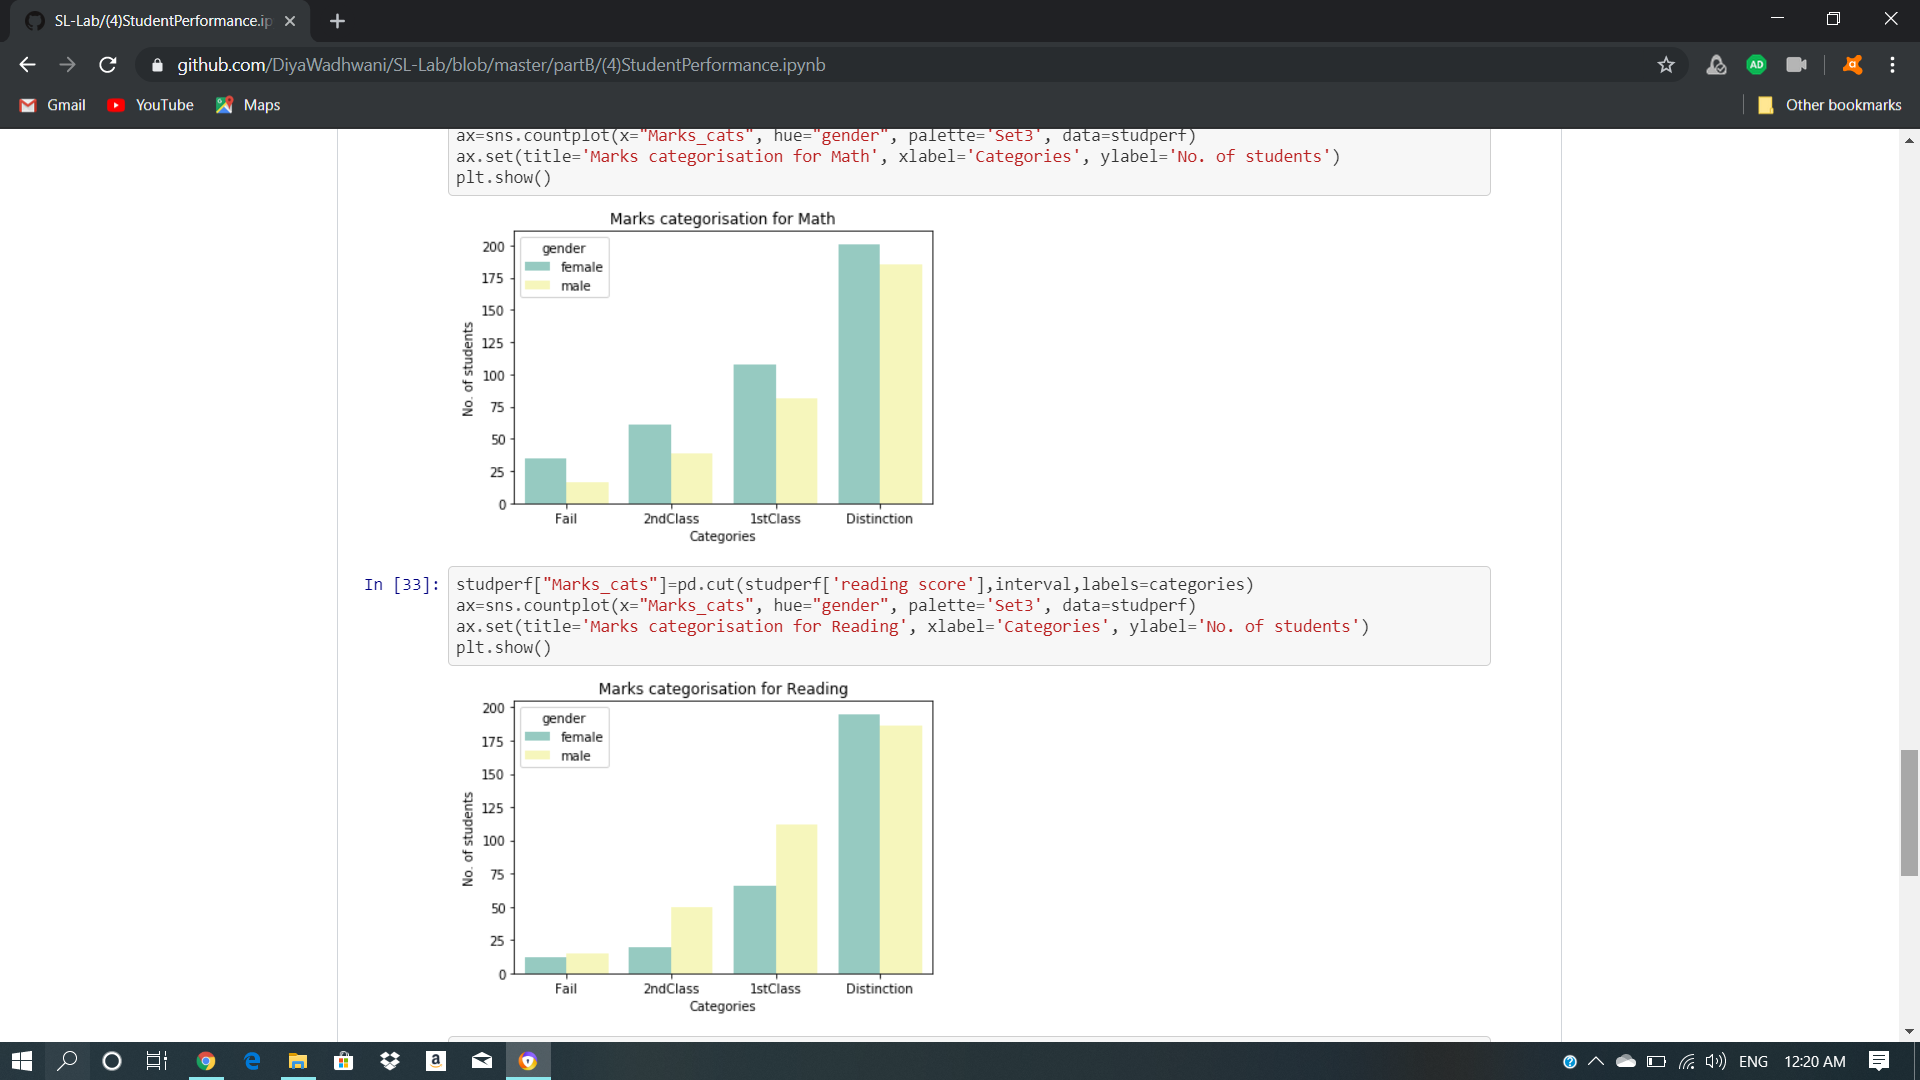 SL-Lab/(4)StudentPerformance.ip
github.com/DiyaWadhwani/SL-Lab/blob/master/partB/(4)StudentPerformance.ipynb
AD
a
Gmail YouTube Maps Other bookmarks
ax=sns.countplot(x="Marks_cats", hue="gender", palette='Set3', data=studperf)
ax.set(title='Marks categorisation for Math', xlabel='Categories', ylabel='No. of students')
plt.show()
Marks categorisation for Math
gender
female
male
200
175
150
125
100
75
50
25
0
No. of students
Fail 2ndClass 1stClass Distinction
Categories
In [33]:
studperf["Marks_cats"]=pd.cut(studperf['reading score'],interval,labels=categories)
ax=sns.countplot(x="Marks_cats", hue="gender", palette='Set3', data=studperf)
ax.set(title='Marks categorisation for Reading', xlabel='Categories', ylabel='No. of students')
plt.show()
Marks categorisation for Reading
gender
female
male
200
175
150
125
100
75
50
25
0
No. of students
Fail 2ndClass 1stClass Distinction
Categories
a
ENG 12:20 AM